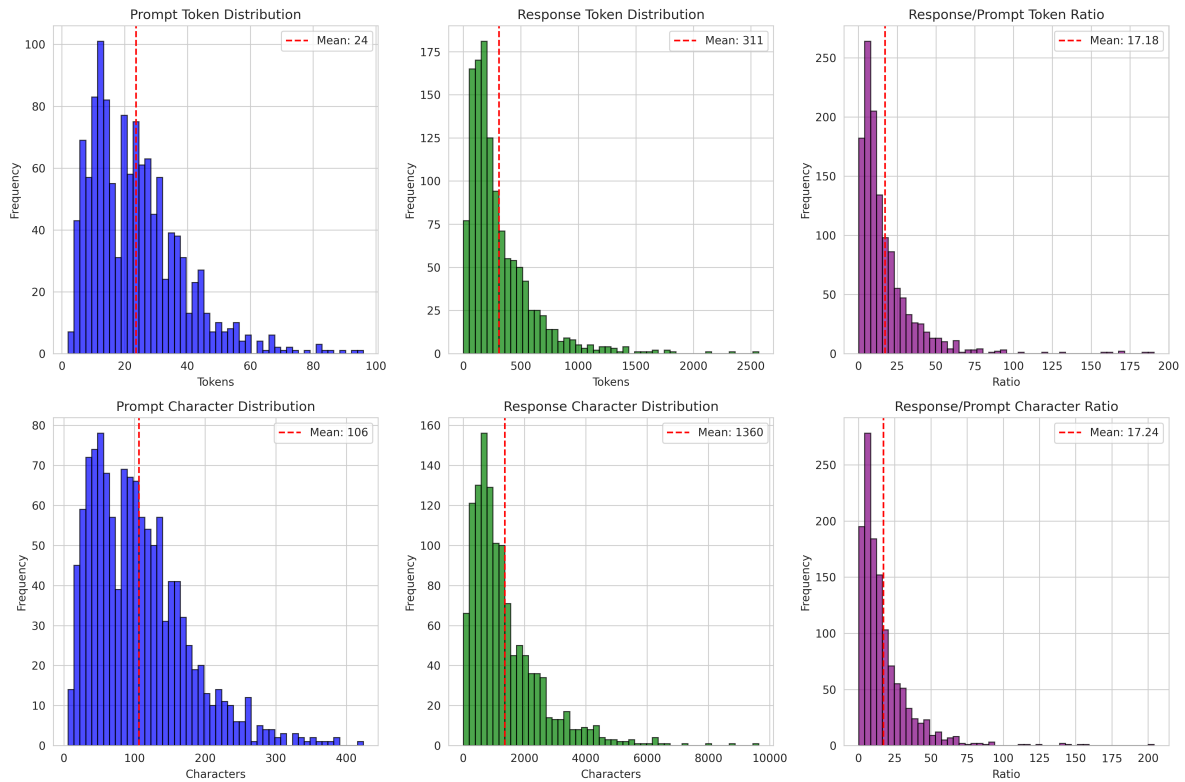 Prompt Token Distribution
Mean: 24
Frequency
100
80
60
40
20
0
0 20 40 60 80 100
Tokens
Response Token Distribution
Mean: 311
Frequency
175
150
125
100
75
50
25
0
0 500 1000 1500 2000 2500
Tokens
Response/Prompt Token Ratio
Mean: 17.18
Frequency
250
200
150
100
50
0
0 25 50 75 100 125 150 175 200
Ratio
Prompt Character Distribution
Mean: 106
Frequency
80
70
60
50
40
30
20
10
0
0 100 200 300 400
Characters
Response Character Distribution
Mean: 1360
Frequency
160
140
120
100
80
60
40
20
0
0 2000 4000 6000 8000 10000
Characters
Response/Prompt Character Ratio
Mean: 17.24
Frequency
250
200
150
100
50
0
0 25 50 75 100 125 150 175 200
Ratio